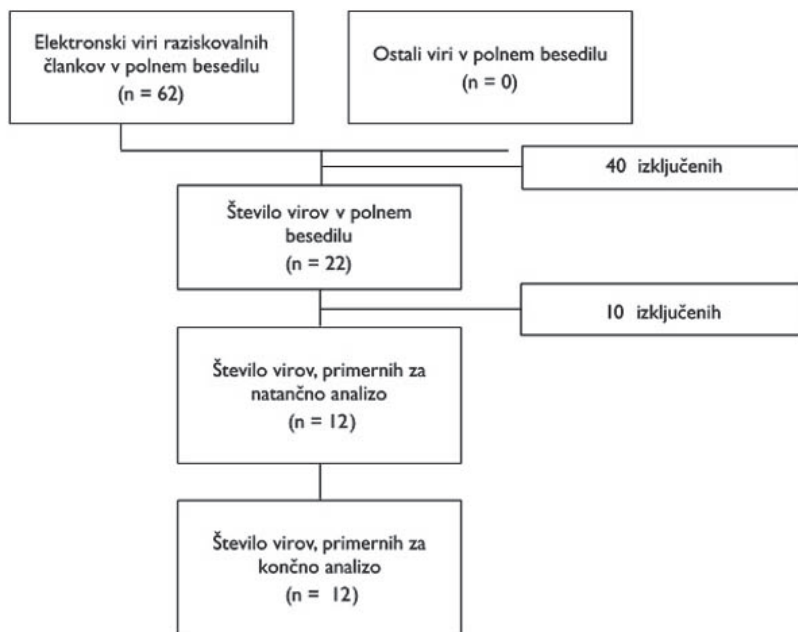 Elektronski viri raziskovalnih
člankov v polnem besedilu
(n = 62)
Ostali viri v polnem besedilu
(n = 0)
40 izključenih
Število virov v polnem
besedilu
(n = 22)
10 izključenih
Število virov, primernih za
natančno analizo
(n = 12)
Število virov, primernih za
končno analizo
(n = 12)